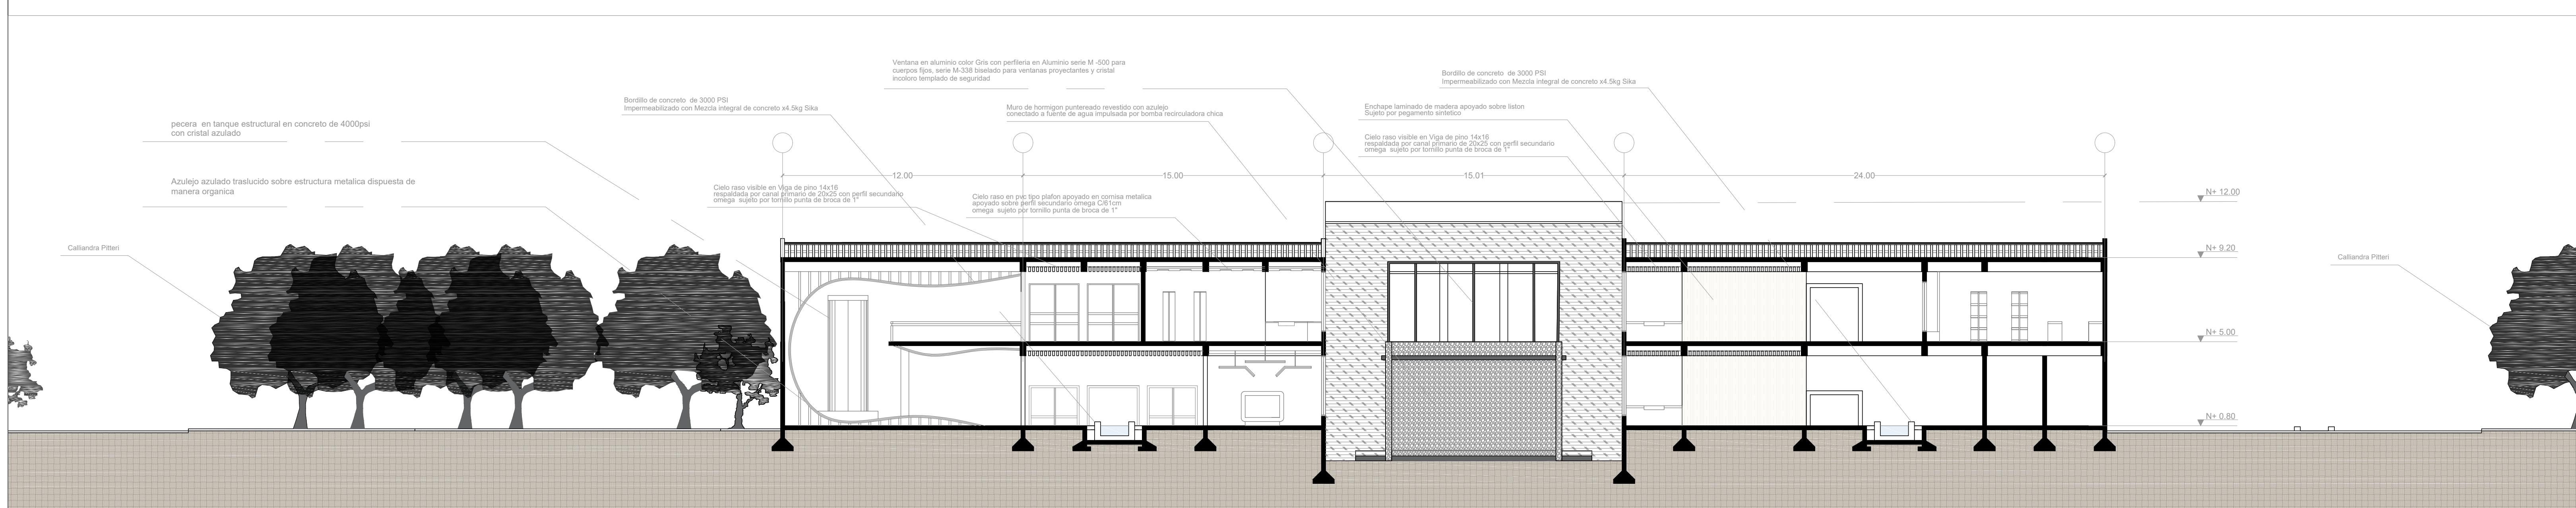 Ventana en aluminio color Gris con perfileria en Aluminio serie M -500 para
cuerpos fijos, serie M-338 biselado para ventanas proyectantes y cristal
incoloro templado de seguridad
Bordillo de concreto  de 3000 PSI
Impermeabilizado con Mezcla integral de concreto x4.5kg Sika
Bordillo de concreto  de 3000 PSI
Impermeabilizado con Mezcla integral de concreto x4.5kg Sika
Muro de hormigon puntereado revestido con azulejo
conectado a fuente de agua impulsada por bomba recirculadora chica
Enchape laminado de madera apoyado sobre liston
Sujeto por pegamento sintetico
pecera  en tanque estructural en concreto de 4000psi
con cristal azulado
Cielo raso visible en Viga de pino 14x16
respaldada por canal primario de 20x25 con perfil secundario
omega  sujeto por tornillo punta de broca de 1"
12.00
15.00
15.01
24.00
Azulejo azulado traslucido sobre estructura metalica dispuesta de
manera organica
Cielo raso visible en Viga de pino 14x16
respaldada por canal primario de 20x25 con perfil secundario
omega  sujeto por tornillo punta de broca de 1"
Cielo raso en pvc tipo plafon apoyado en cornisa metalica
apoyado sobre perfil secundario omega C/61cm
omega  sujeto por tornillo punta de broca de 1"
N+ 12.00
Calliandra Pitteri
N+ 9.20
Calliandra Pitteri
N+ 5.00
N+ 0.80